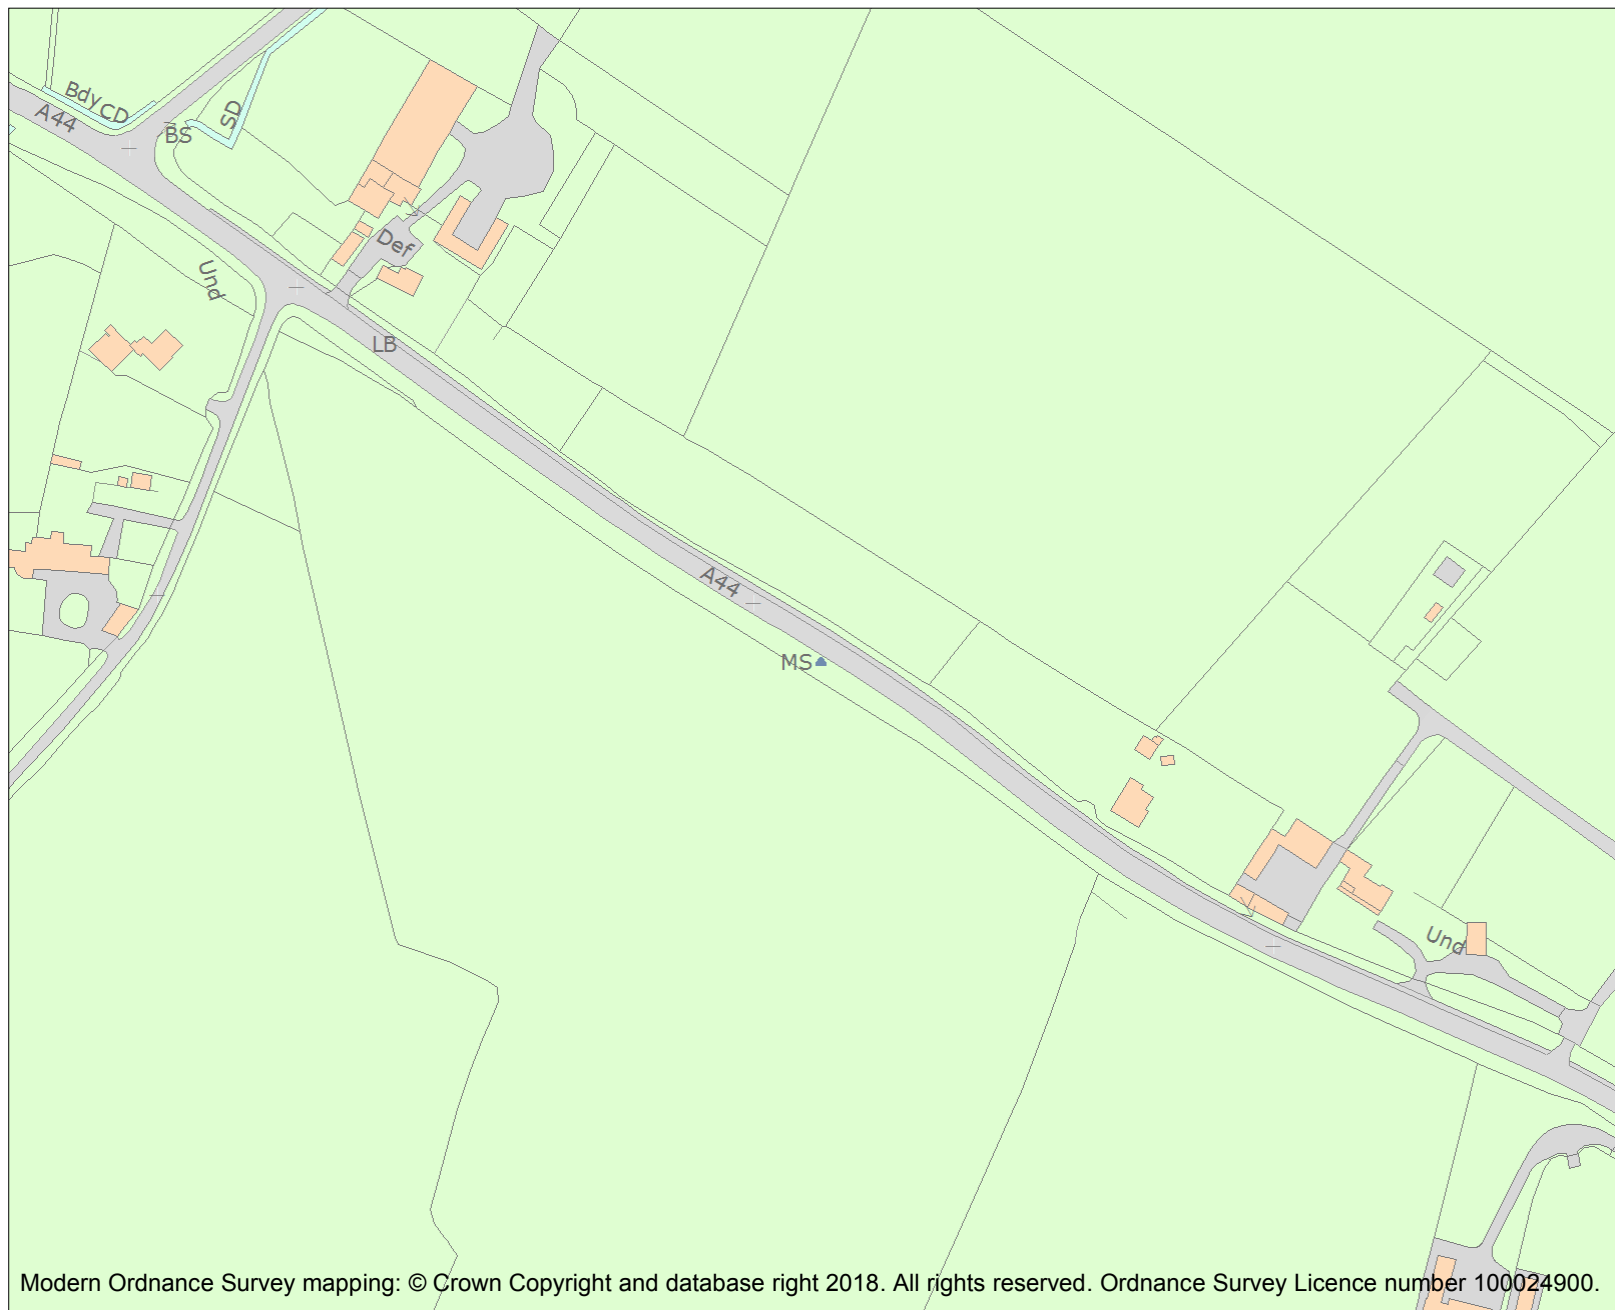 Bdy
CD
A44
BS
SD
Def
Und
LB
A44
MS
Und
Modern Ordnance Survey mapping: © Crown Copyright and database right 2018. All rights reserved. Ordnance Survey Licence number 100024900.